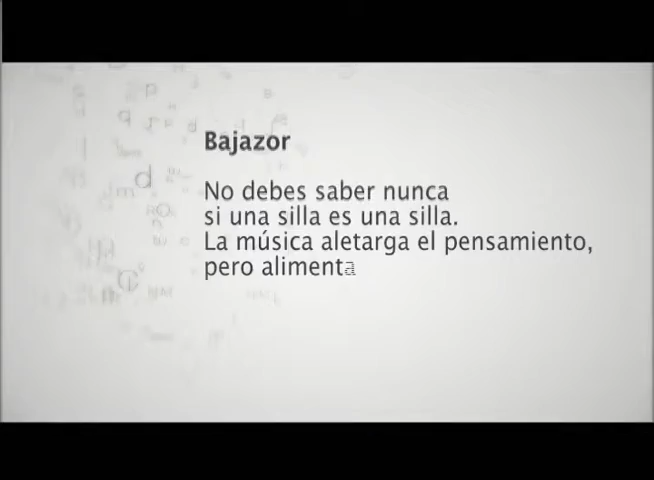 Bajazor
No debes saber nunca
si una silla es una silla.
La música aletarga el pensamiento,
pero alimenta